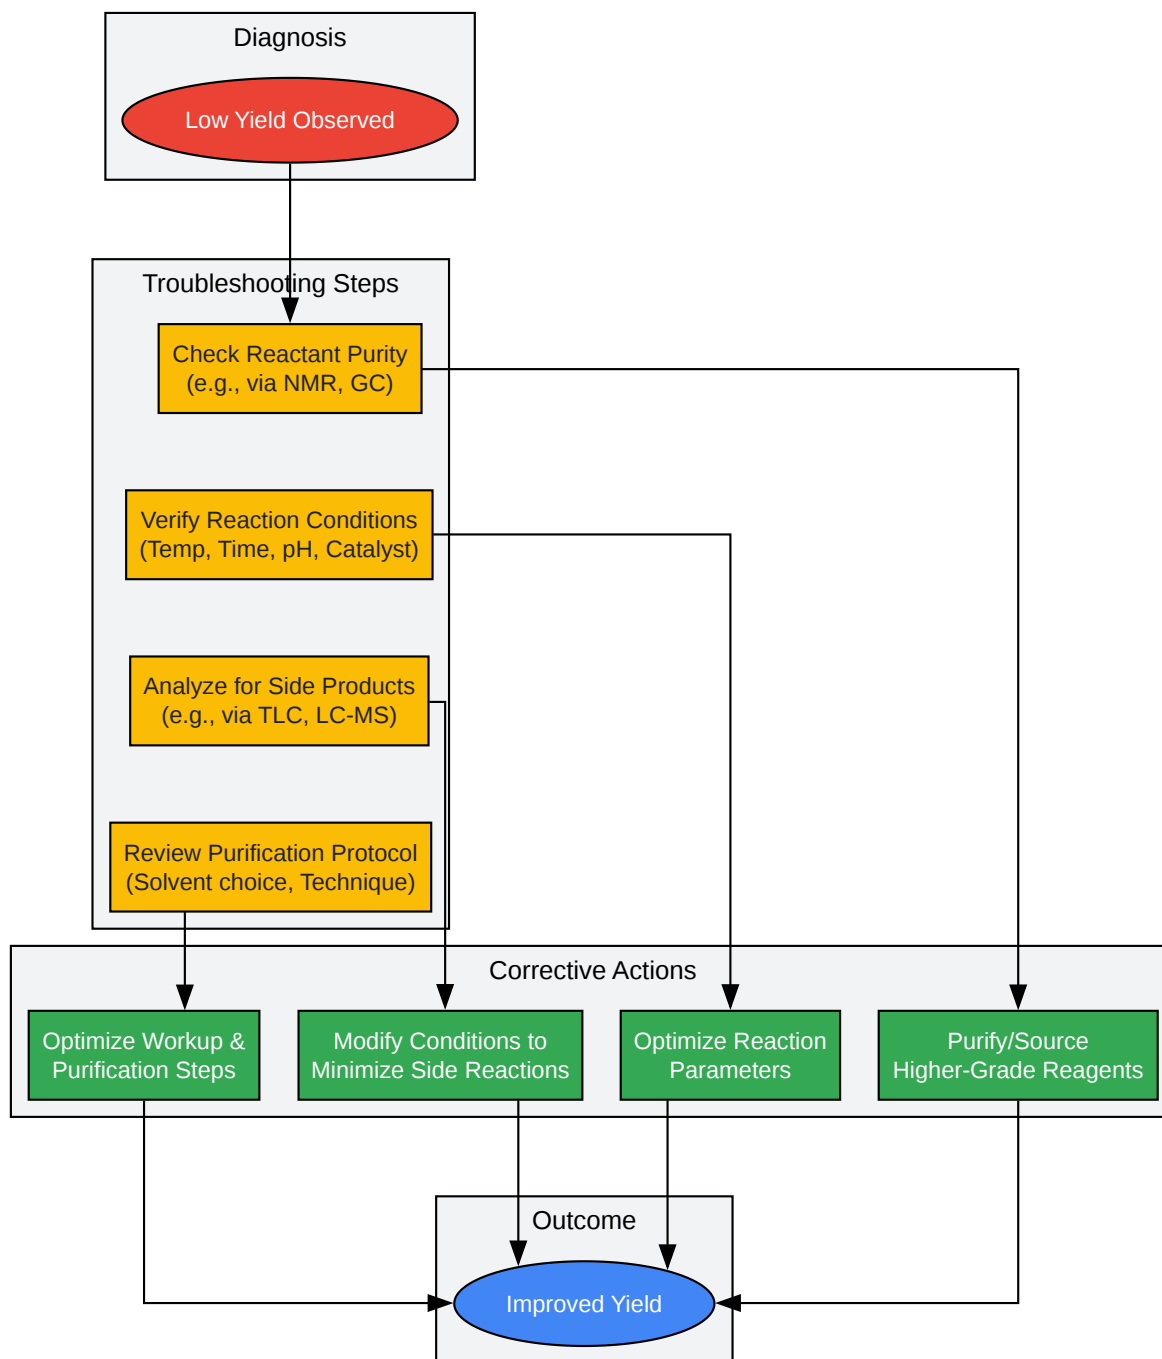 Diagnosis
Low Yield Observed
Troubleshooting Steps
Check Reactant Purity
(e.g., via NMR, GC)
Verify Reaction Conditions
(Temp, Time, pH, Catalyst)
Analyze for Side Products
(e.g., via TLC, LC-MS)
Review Purification Protocol
(Solvent choice, Technique)
Corrective Actions
Optimize Workup &
Purification Steps
Modify Conditions to
Minimize Side Reactions
Optimize Reaction
Parameters
Purify/Source
Higher-Grade Reagents
Outcome
Improved Yield